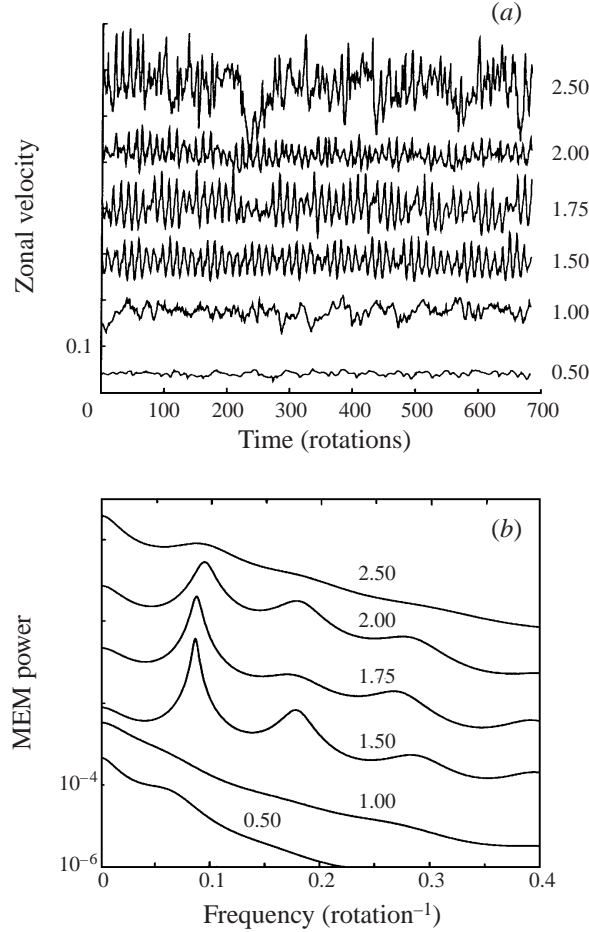 (a)
Zonal velocity
2.50
2.00
1.75
1.50
1.00
0.50
0.1
0 100 200 300 400 500 600 700
Time (rotations)
(b)
MEM power
2.50
2.00
1.75
1.50
1.00
0.50
10–4
10–6
0 0.1 0.2 0.3 0.4
Frequency (rotation–1)